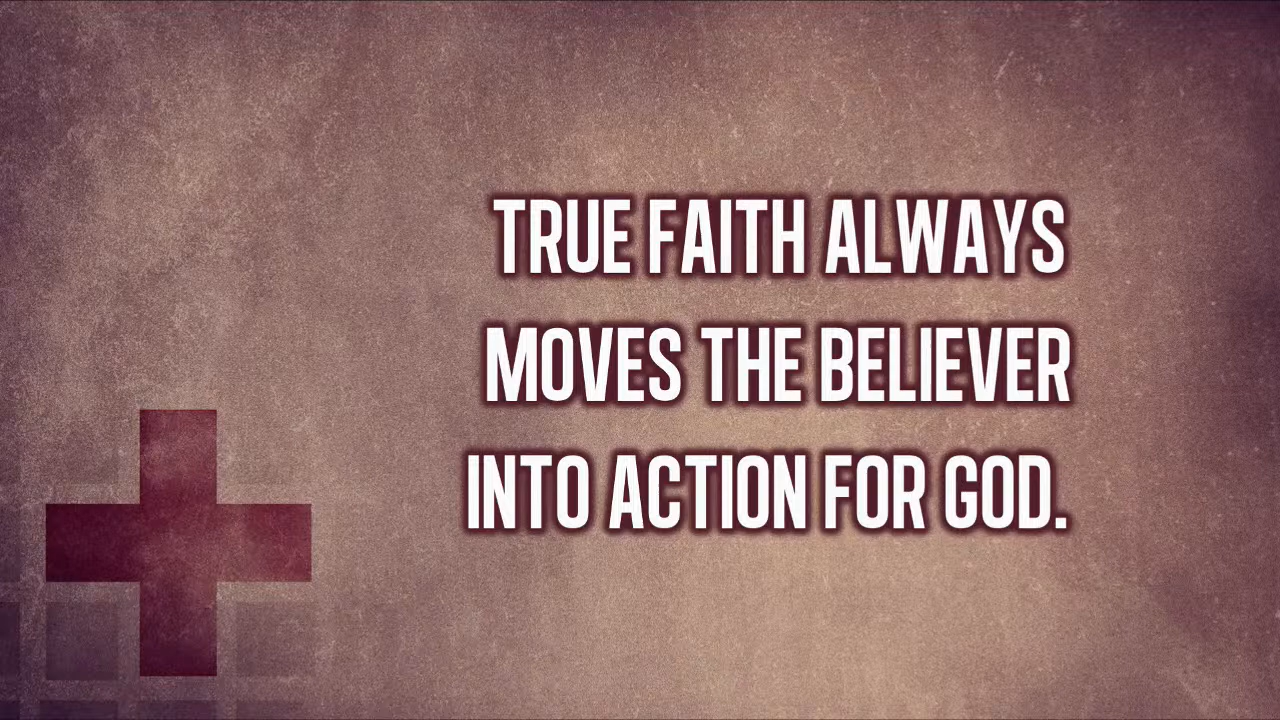 TRUE FAITH ALWAYS
MOVES THE BELIEVER
INTO ACTION FOR GOD.